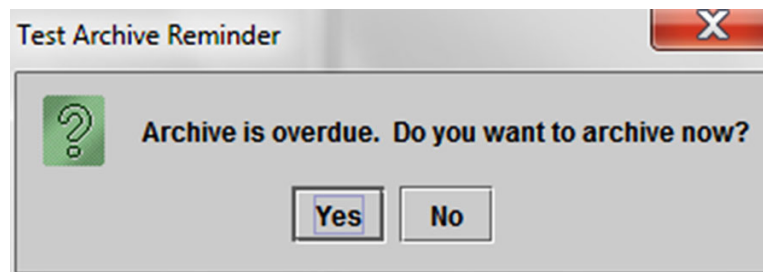 Test Archive Reminder
Archive is overdue. Do you want to archive now?
Yes No